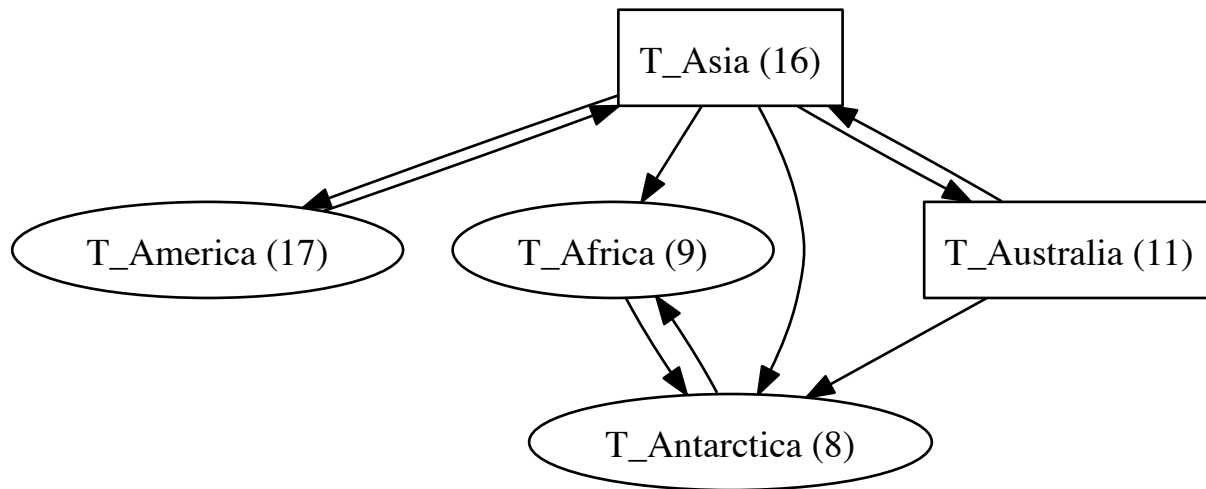 T_Asia (16)
T_America (17)
T_Africa (9)
T_Australia (11)
T_Antarctica (8)